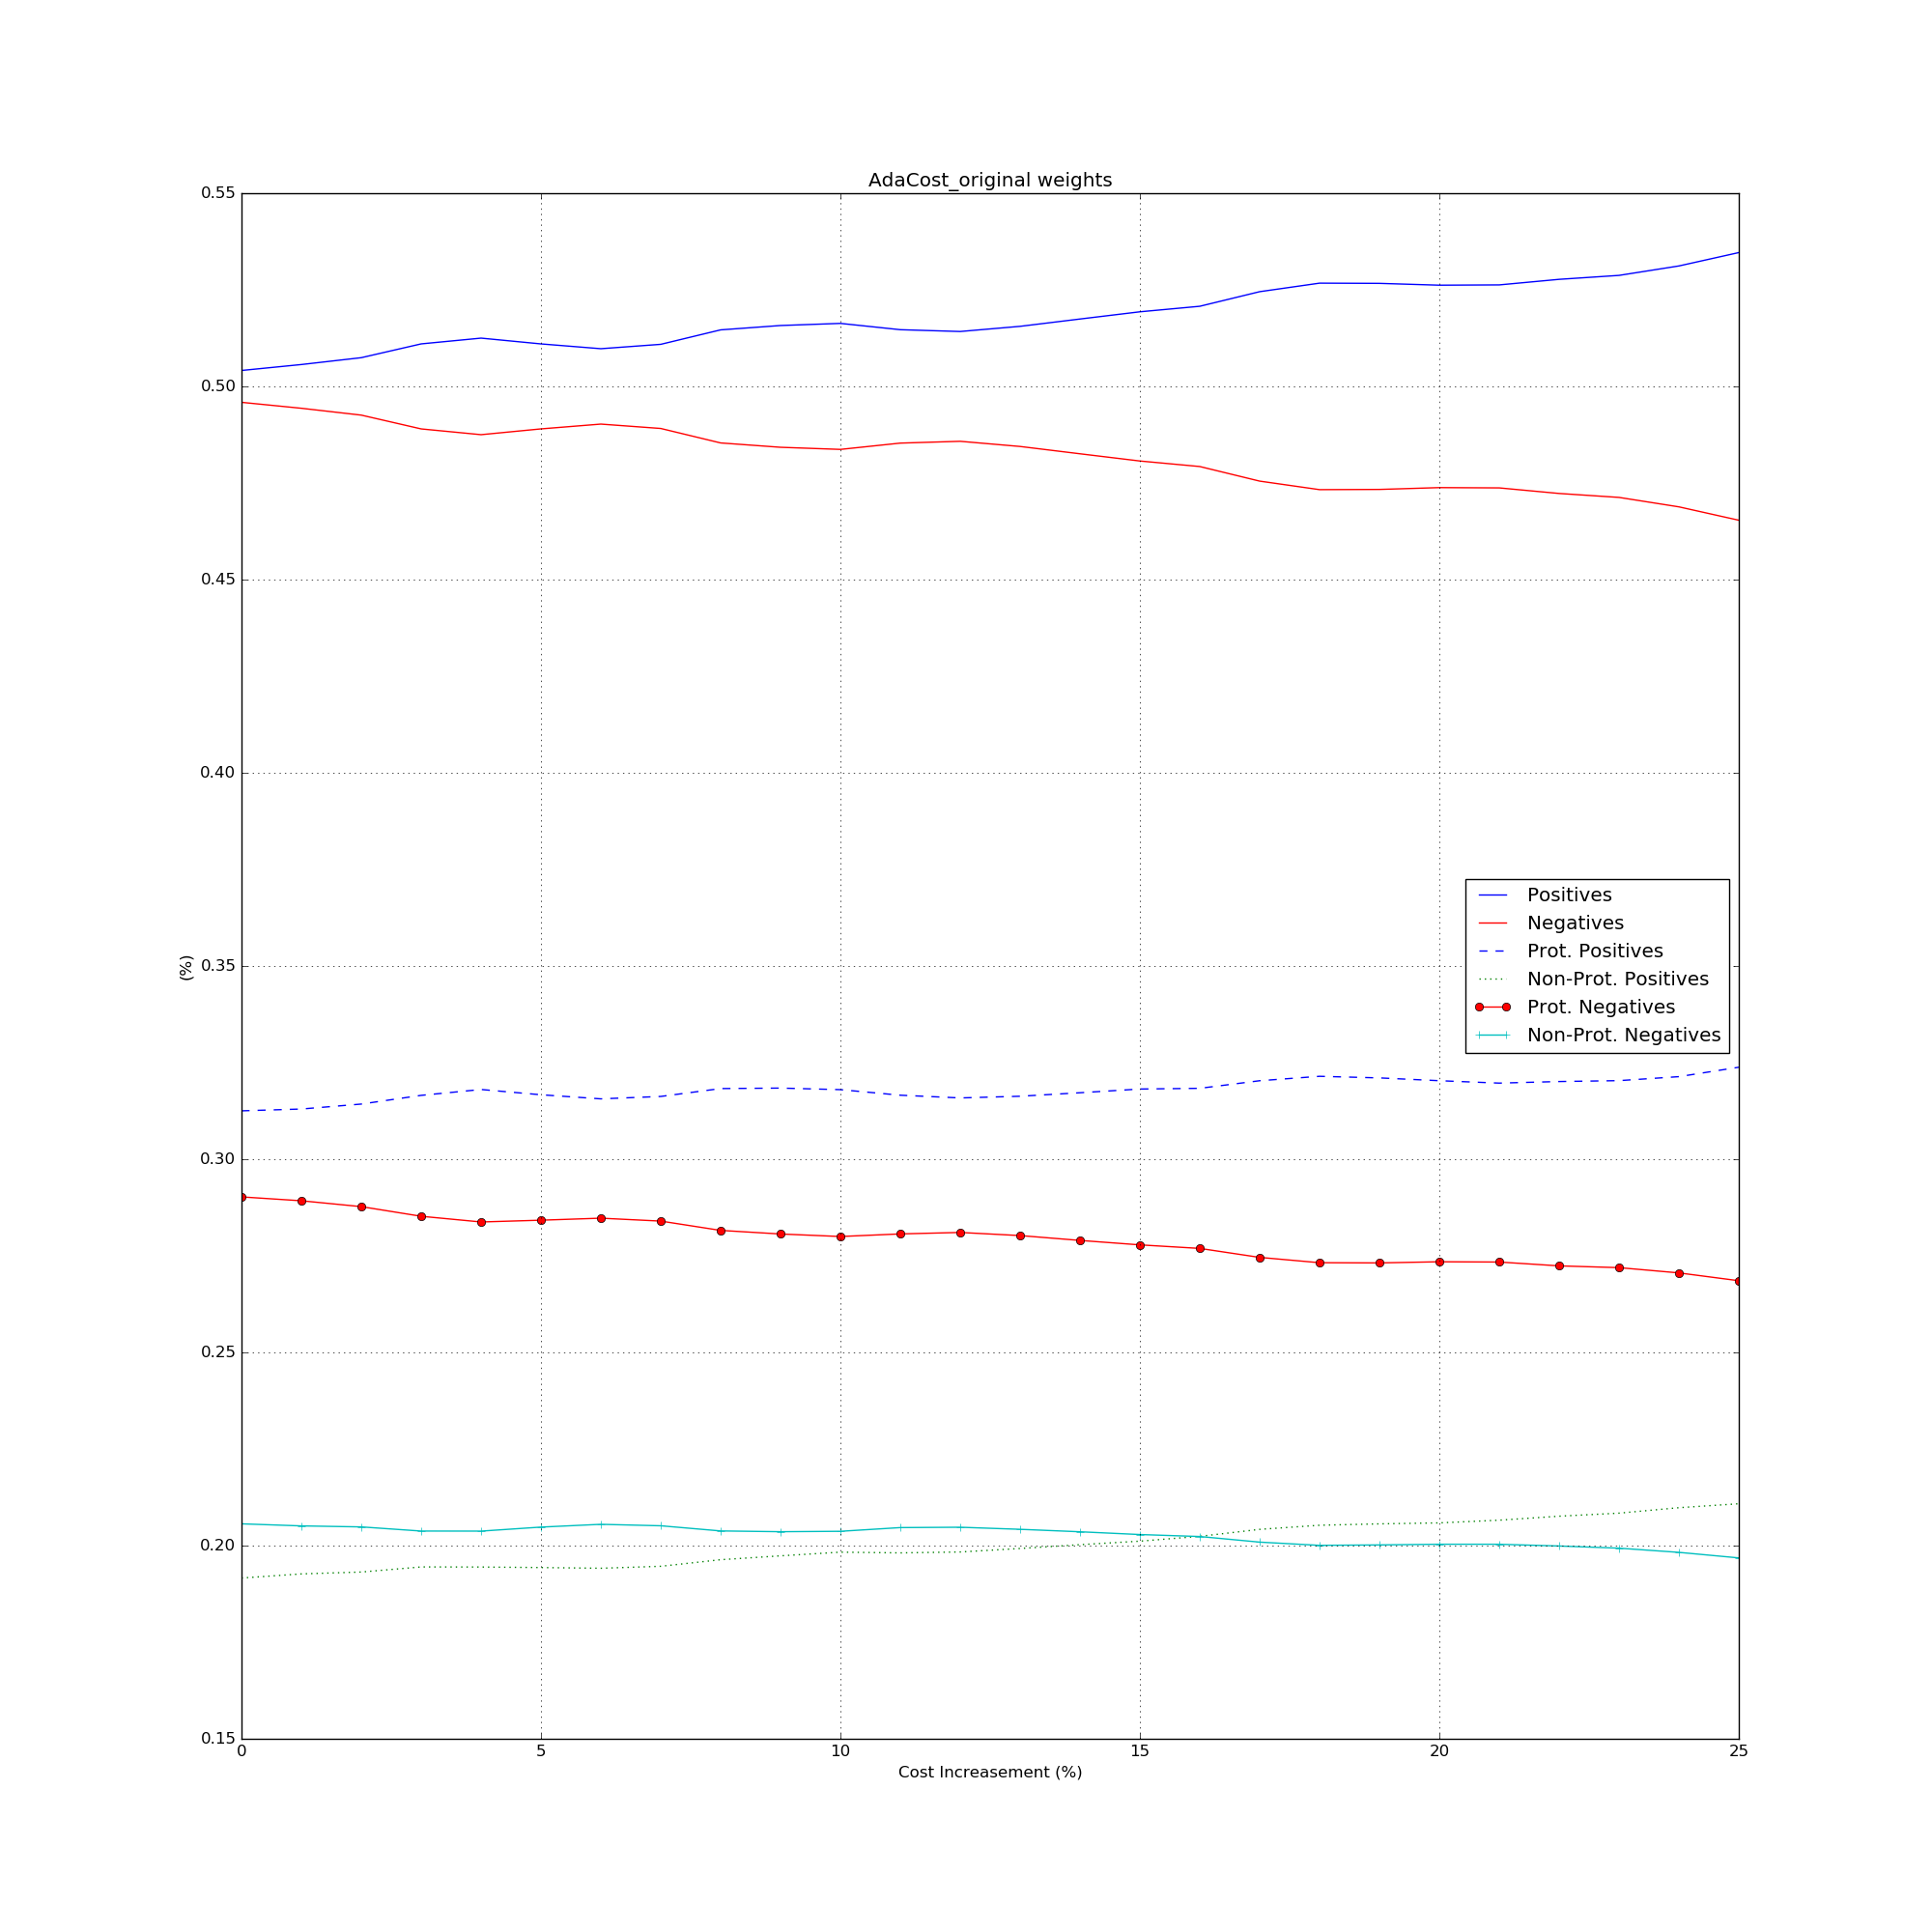 AdaCost_original weights
0.55
0.50
0.45
0.40
0.35
0.30
0.25
0.20
0.15
(%)
Positives
Negatives
Prot. Positives
Non-Prot. Positives
Prot. Negatives
Non-Prot. Negatives
0 5 10 15 20 25
Cost Increasement (%)